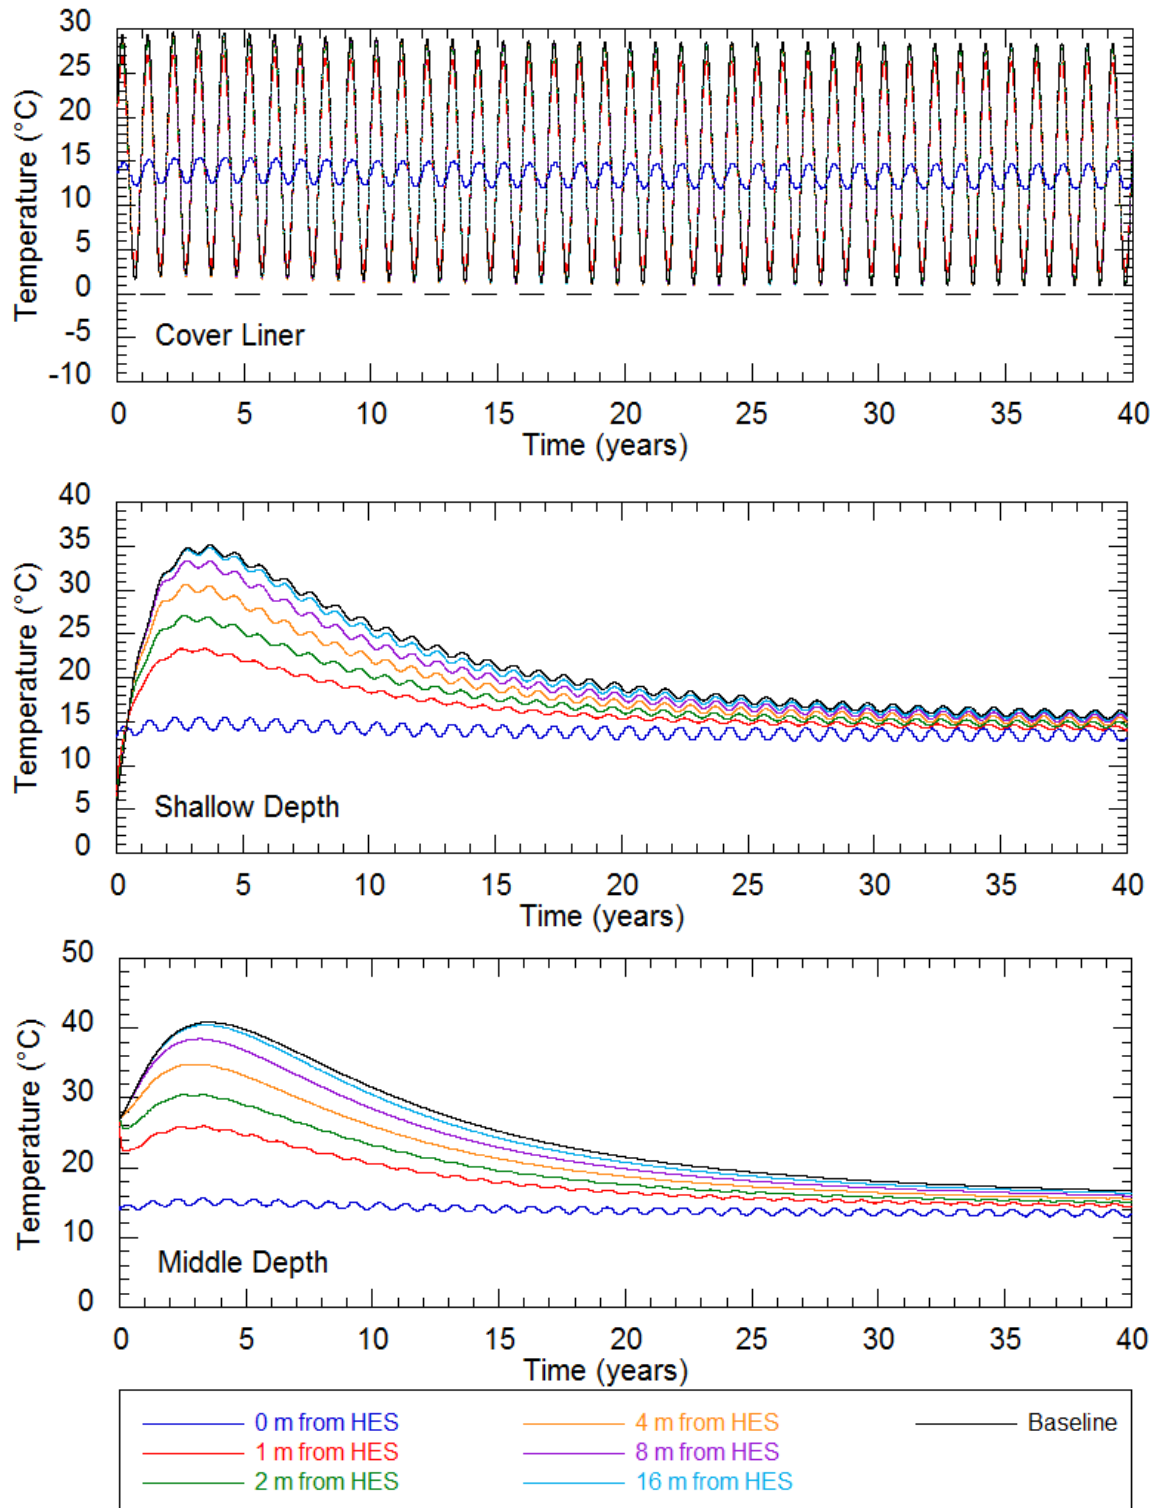 30
25
20
15
10
5
0
-5
-10
Temperature (°C)
Cover Liner
0 5 10 15 20 25 30 35 40
Time (years)
40
35
30
25
20
15
10
5
0
Temperature (°C)
Shallow Depth
0 5 10 15 20 25 30 35 40
Time (years)
50
40
30
20
10
0
Temperature (°C)
Middle Depth
0 5 10 15 20 25 30 35 40
Time (years)
0 m from HES 4 m from HES Baseline
1 m from HES 8 m from HES
2 m from HES 16 m from HES